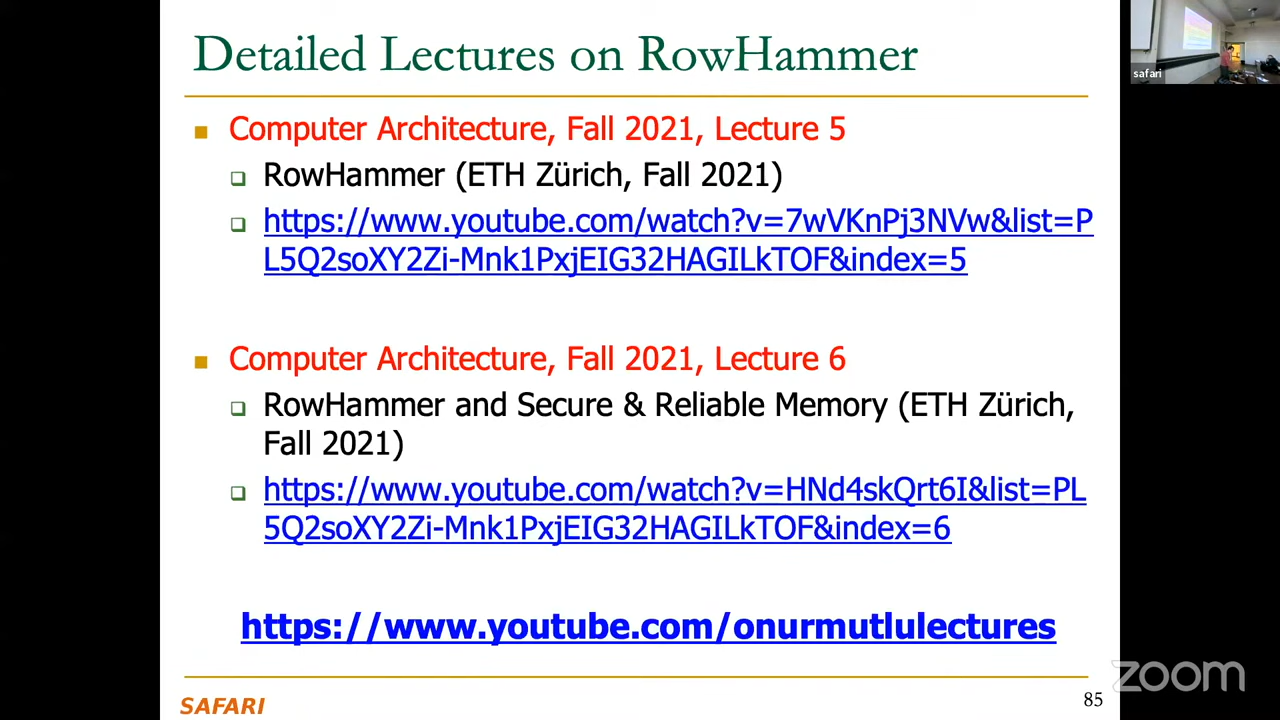 Detailed Lectures on RowHammer
safari
Computer Architecture, Fall 2021, Lecture 5
RowHammer (ETH Zürich, Fall 2021)
https://www.youtube.com/watch?v=7wVKnPj3NVw&list=P
L5Q2soXY2Zi-Mnk1PxjEIG32HAGILkTOF&index=5
Computer Architecture, Fall 2021, Lecture 6
RowHammer and Secure & Reliable Memory (ETH Zürich,
Fall 2021)
https://www.youtube.com/watch?v=HNd4skQrt6I&list=PL
5Q2soXY2Zi-Mnk1PxjEIG32HAGILkTOF&index=6
https://www.youtube.com/onurmutlulectures
SAFARI
85
zoom